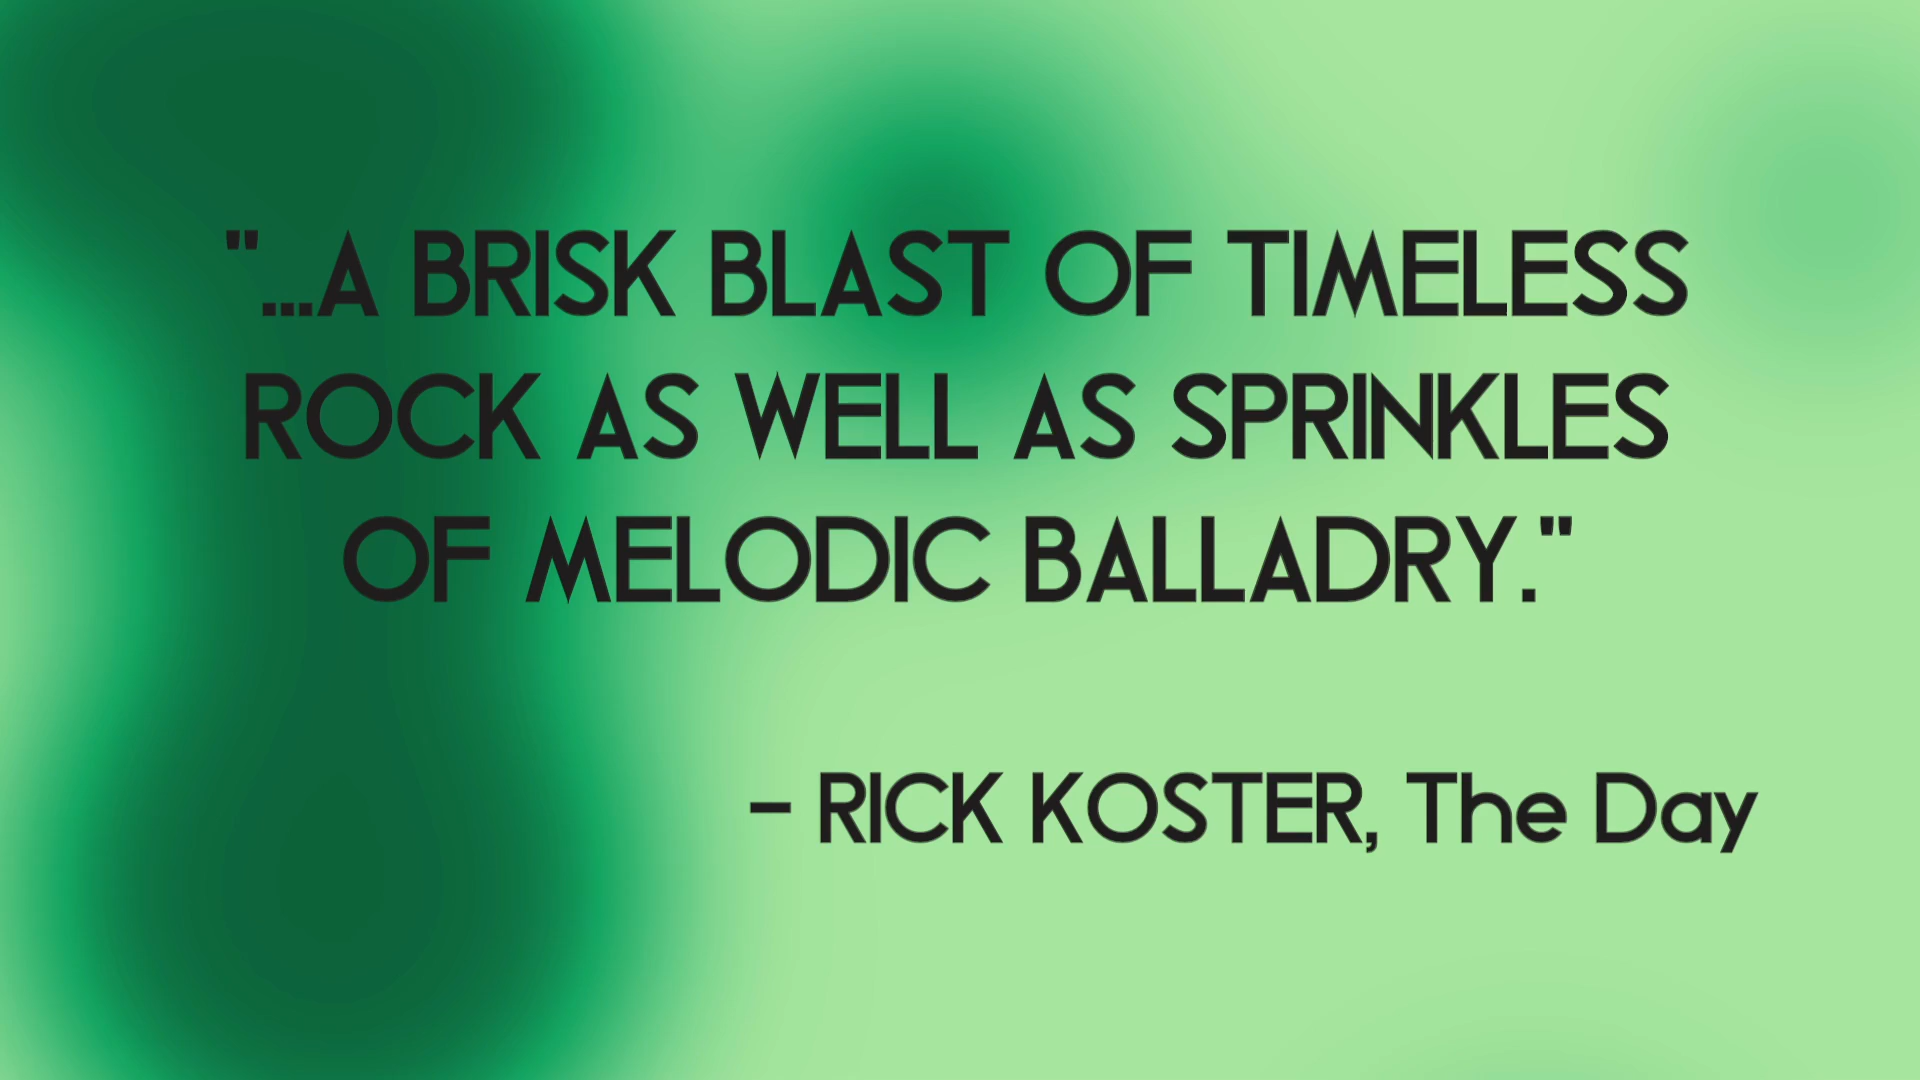 "...A BRISK BLAST OF TIMELESS
ROCK AS WELL AS SPRINKLES
OF MELODIC BALLADRY."
- RICK KOSTER, The Day